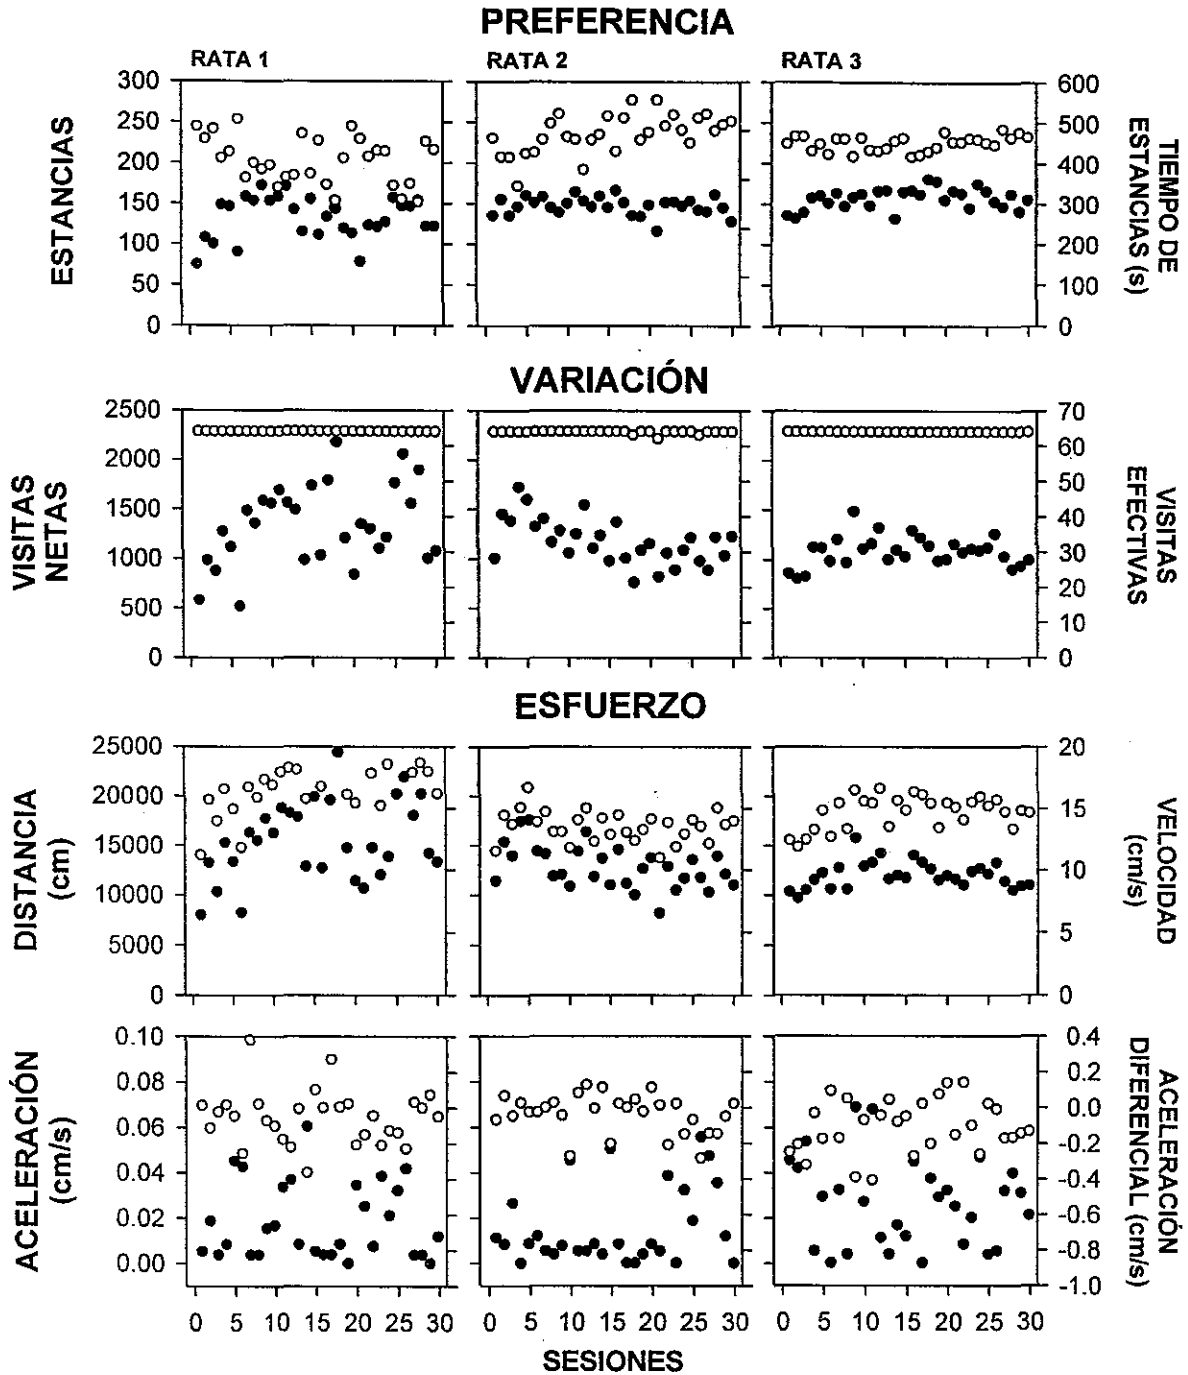 PREFERENCIA
RATA 1
RATA 2
RATA 3
ESTANCIAS
300
250
200
150
100
50
0
600
500
400
300
200
100
0
TIEMPO DE
ESTANCIAS (s)
VARIACIÓN
VISITAS
NETAS
2500
2000
1500
1000
500
0
70
60
50
40
30
20
10
0
VISITAS
EFECTIVAS
ESFUERZO
DISTANCIA
(cm)
25000
20000
15000
10000
5000
0
20
15
10
5
0
VELOCIDAD
(cm/s)
ACELERACIÓN
(cm/s)
0.10
0.08
0.06
0.04
0.02
0.00
0.4
0.2
0.0
-0.2
-0.4
-0.6
-0.8
-1.0
ACELERACIÓN
DIFERENCIAL (cm/s)
0 5 10 15 20 25 30
0 5 10 15 20 25 30
0 5 10 15 20 25 30
SESIONES